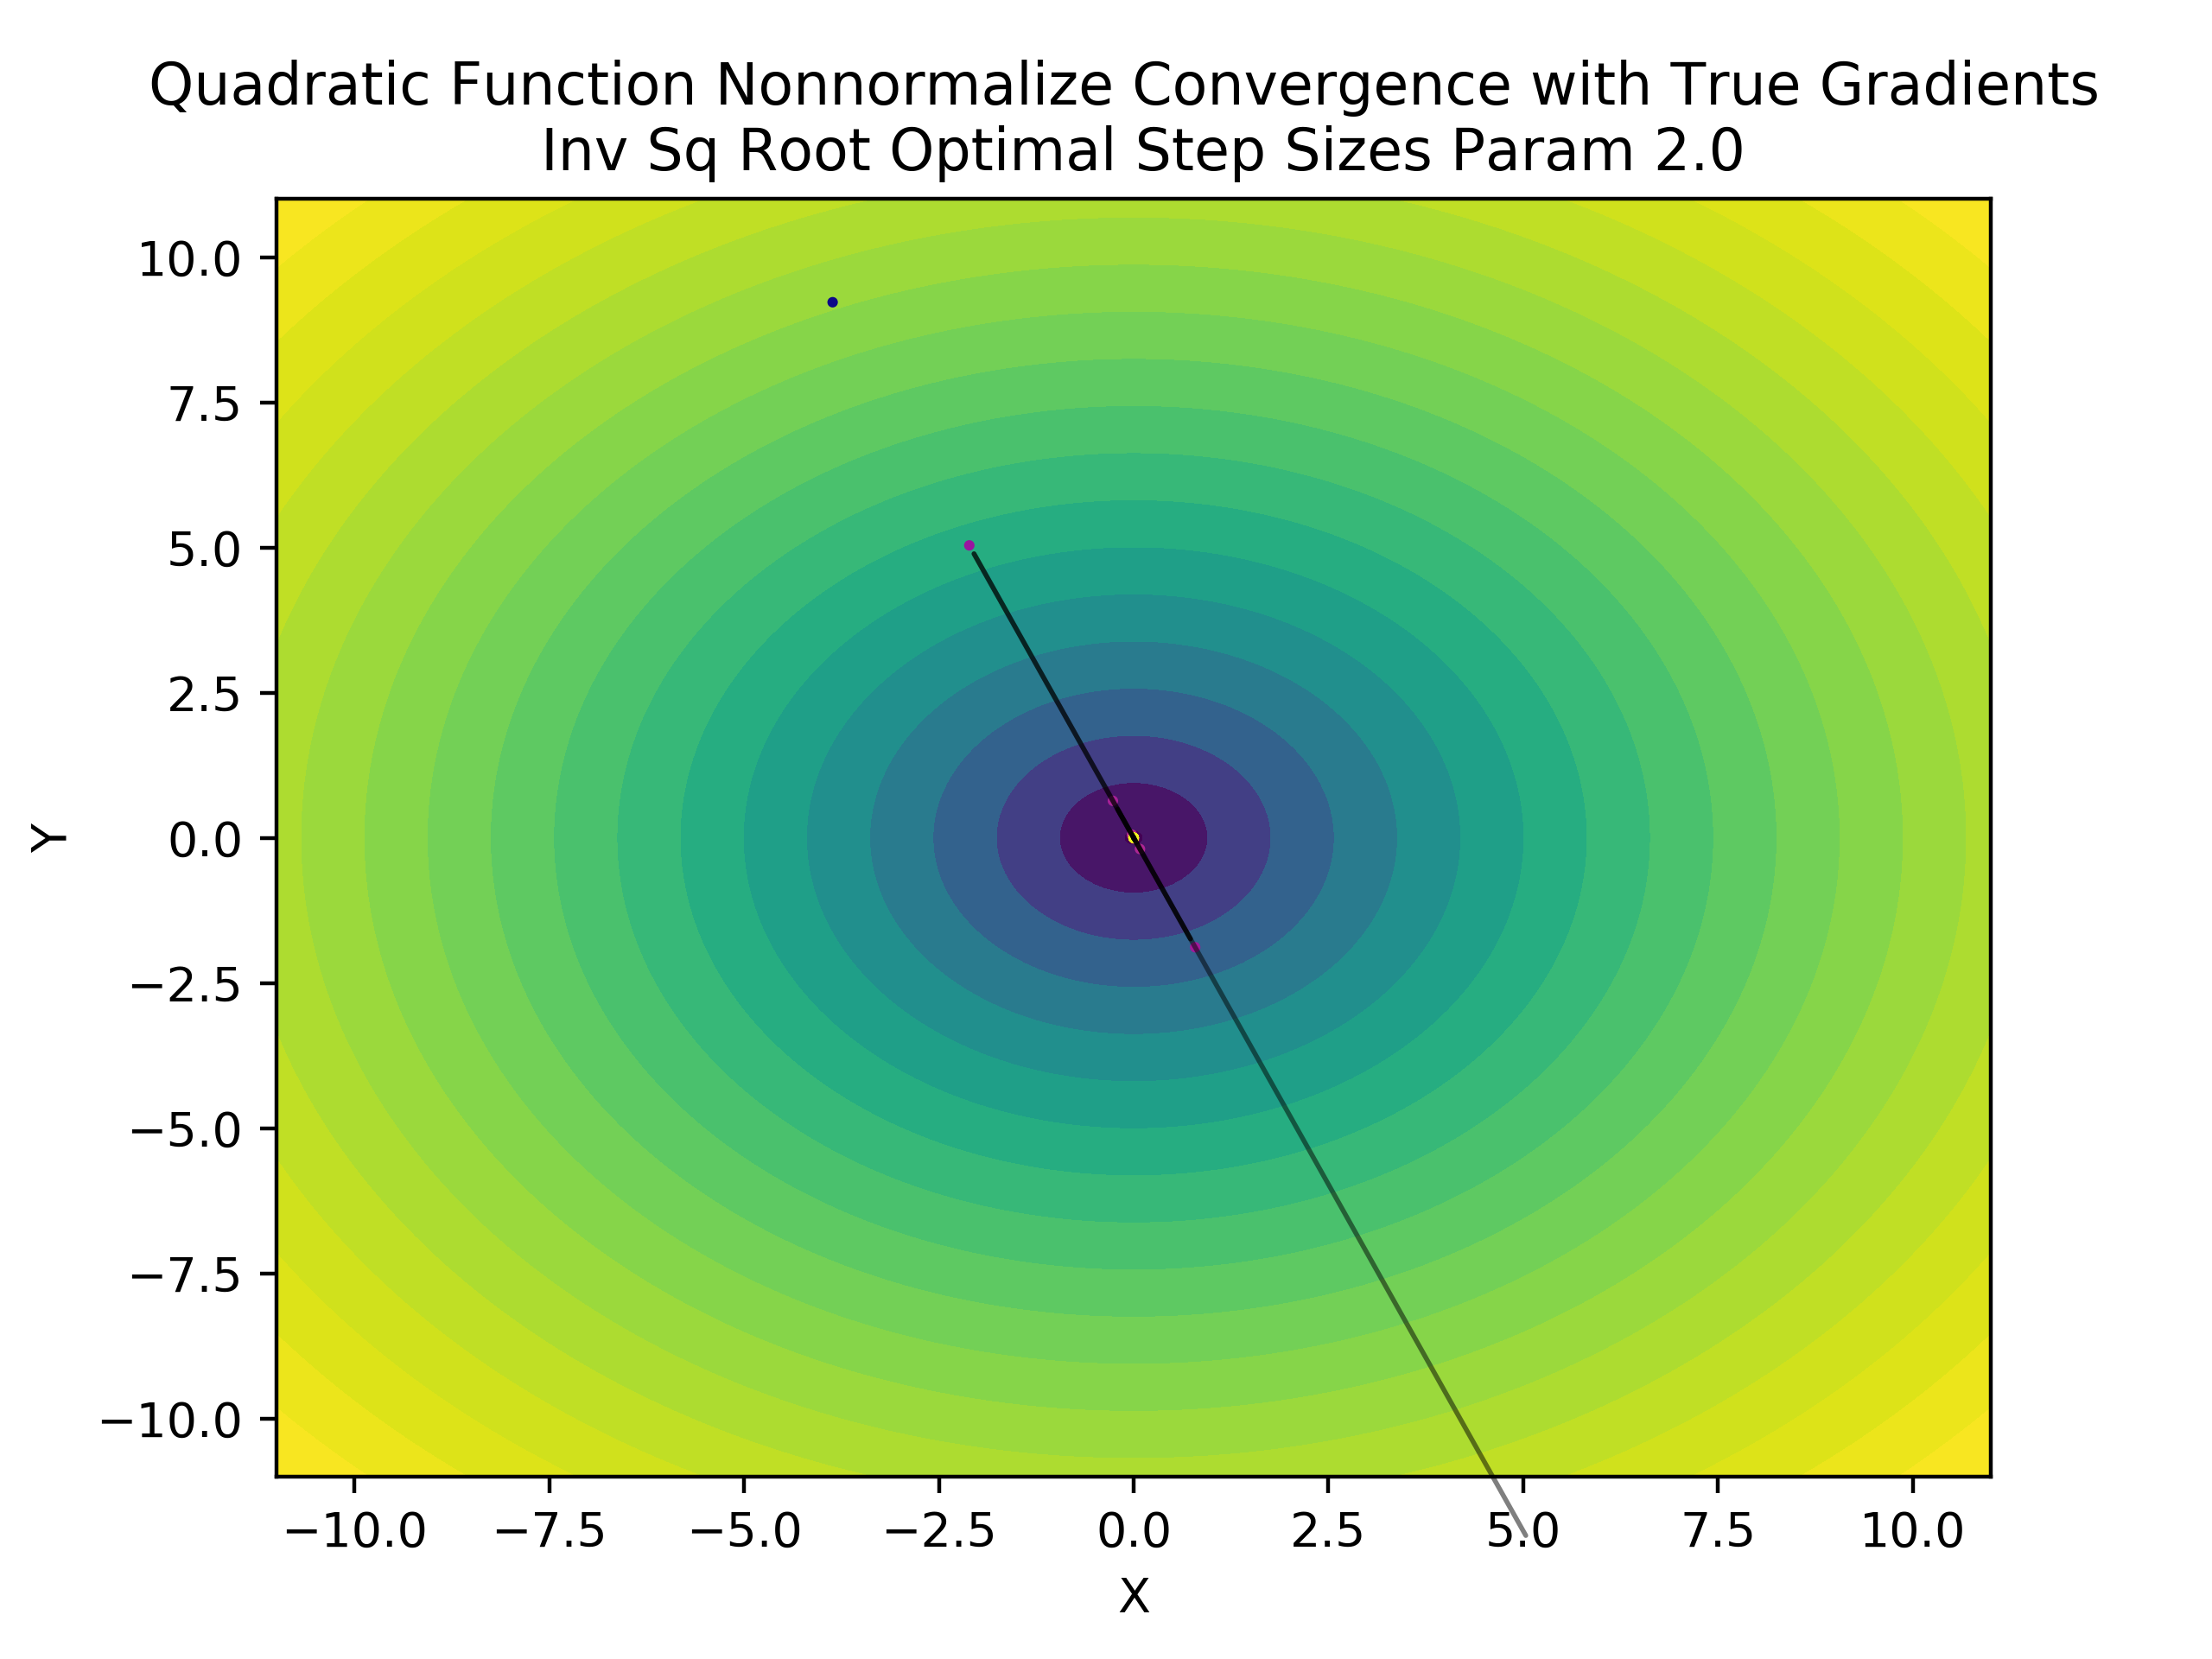 Quadratic Function Nonnormalize Convergence with True Gradients
Inv Sq Root Optimal Step Sizes Param 2.0
10.0
7.5
5.0
2.5
0.0
−2.5
−5.0
−7.5
−10.0
Y
−10.0 −7.5 −5.0 −2.5 0.0 2.5 5.0 7.5 10.0
X